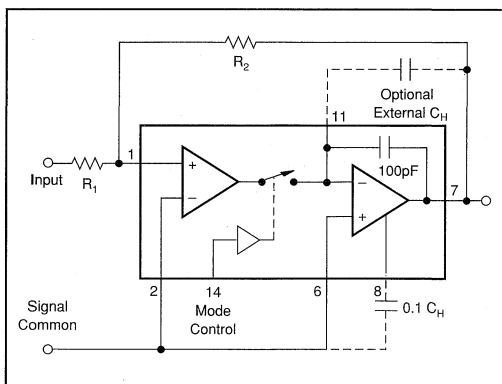 R2
Optional
External CH
11
1
+
−
100pF
7
−
+
Input
R1
2
14
6
8
Mode
Control
0.1 CH
Signal
Common